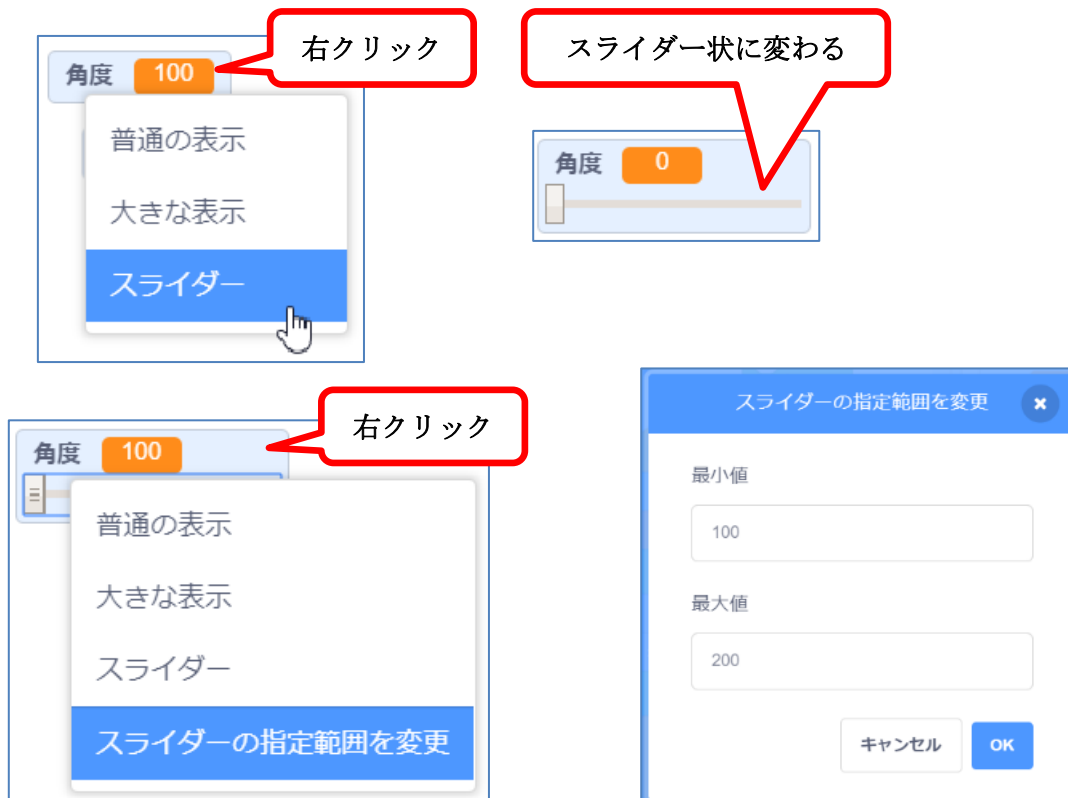 右クリック
角度 100
普通の表示
大きな表示
スライダー
スライダー状に変わる
角度 0
右クリック
角度 100
普通の表示
大きな表示
スライダー
スライダーの指定範囲を変更
スライダーの指定範囲を変更
最小値
100
最大値
200
キャンセル OK